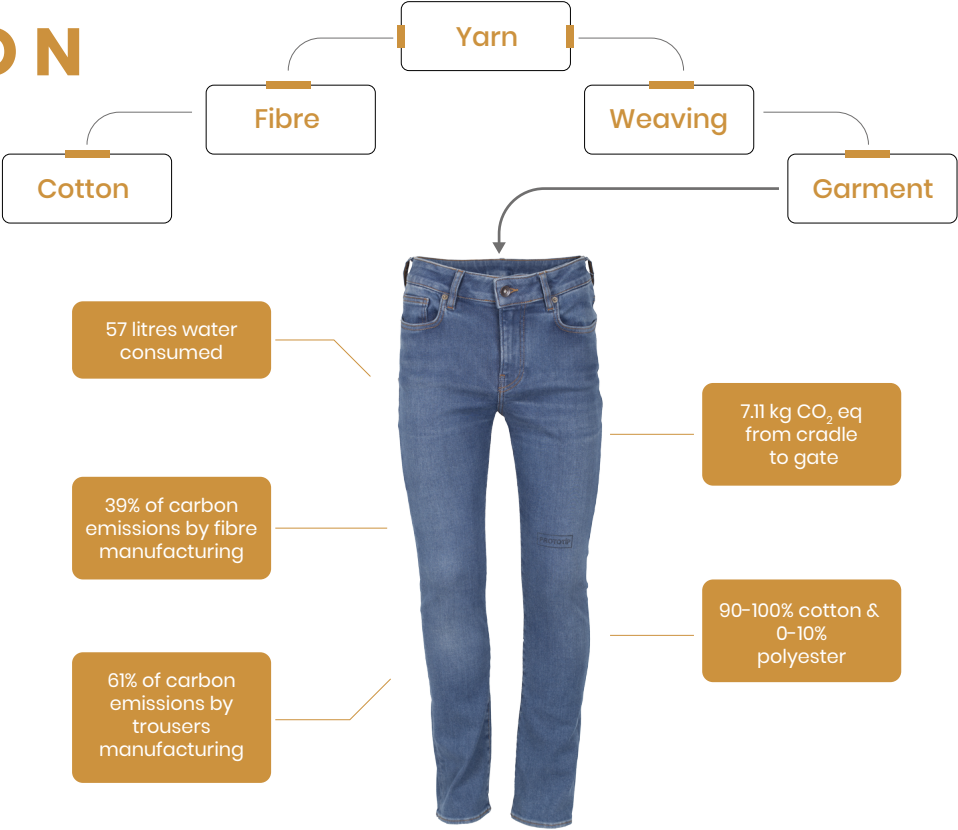 ON
Yarn
Fibre
Weaving
Cotton
Garment
57 litres water
consumed
7.11 kg CO₂ eq
from cradle
to gate
39% of carbon
emissions by fibre
manufacturing
90-100% cotton &
0-10%
polyester
61% of carbon
emissions by
trousers
manufacturing